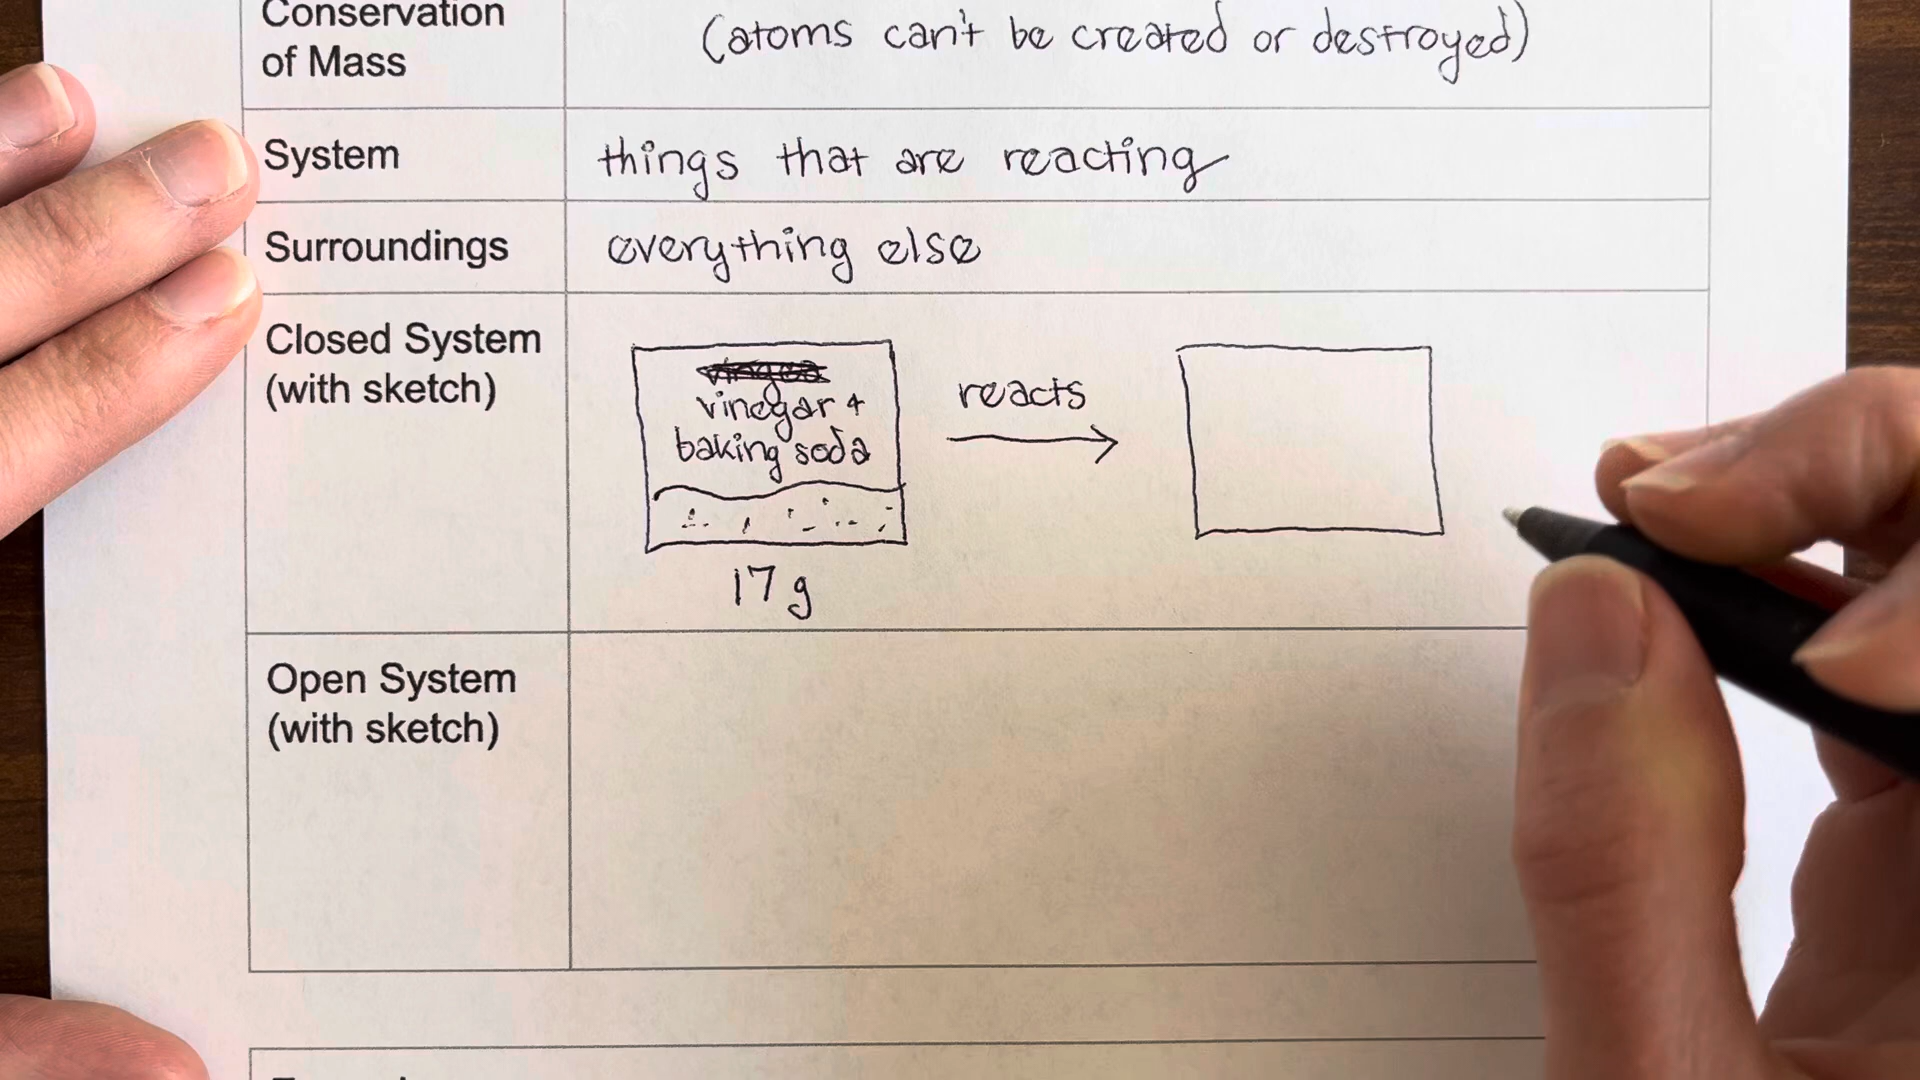 Conservation
of Mass
(atoms can't be created or destroyed)
System
things that are reacting
Surroundings
everything else
Closed System
(with sketch)
vinegar +
baking soda
17 g
reacts
Open System
(with sketch)